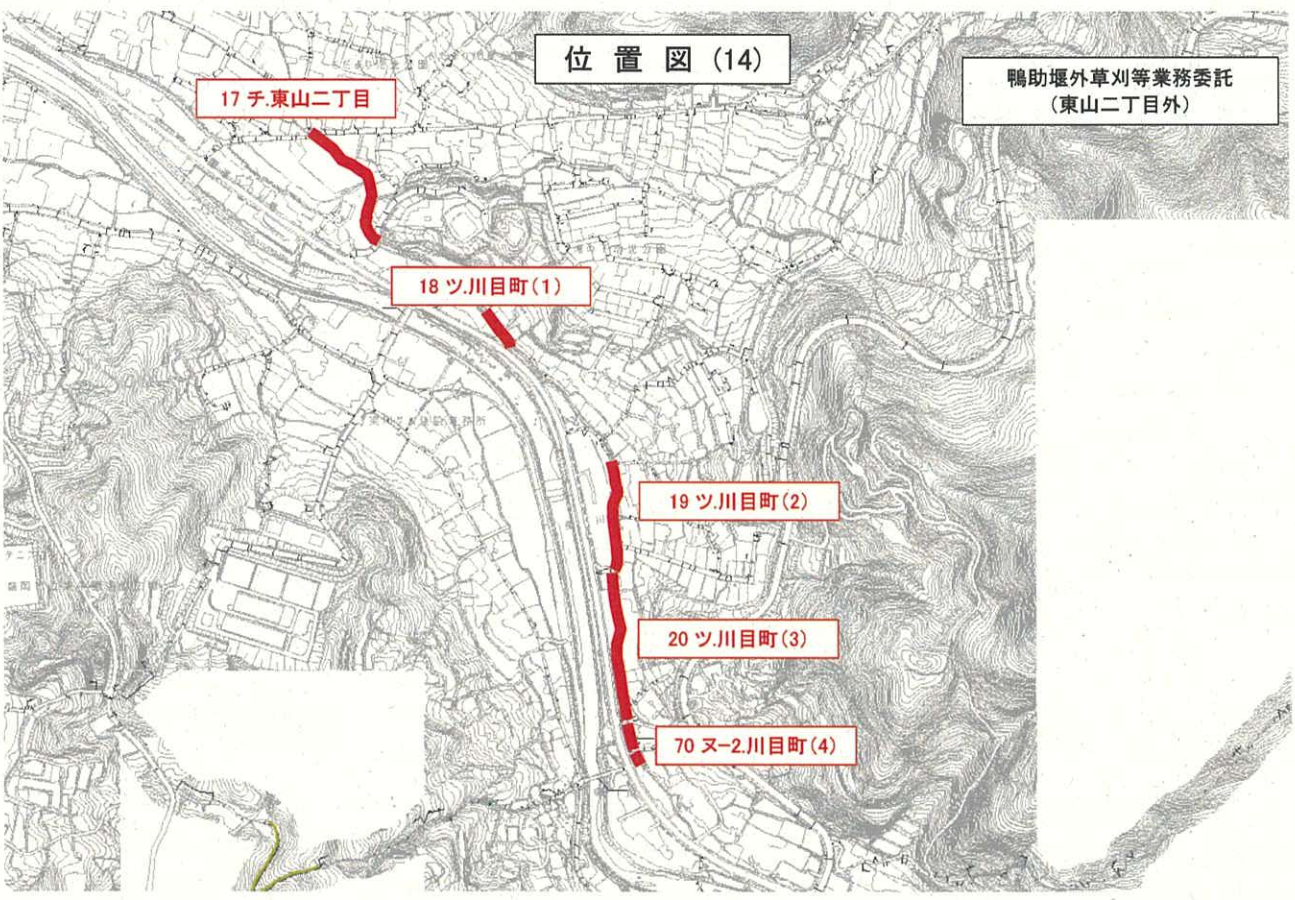 位置図(14)
鴨助堰外草刈等業務委託
(東山二丁目外)
17 チ.東山二丁目
18 ツ.川目町(1)
19 ツ.川目町(2)
20 ツ.川目町(3)
70 ヌ-2.川目町(4)